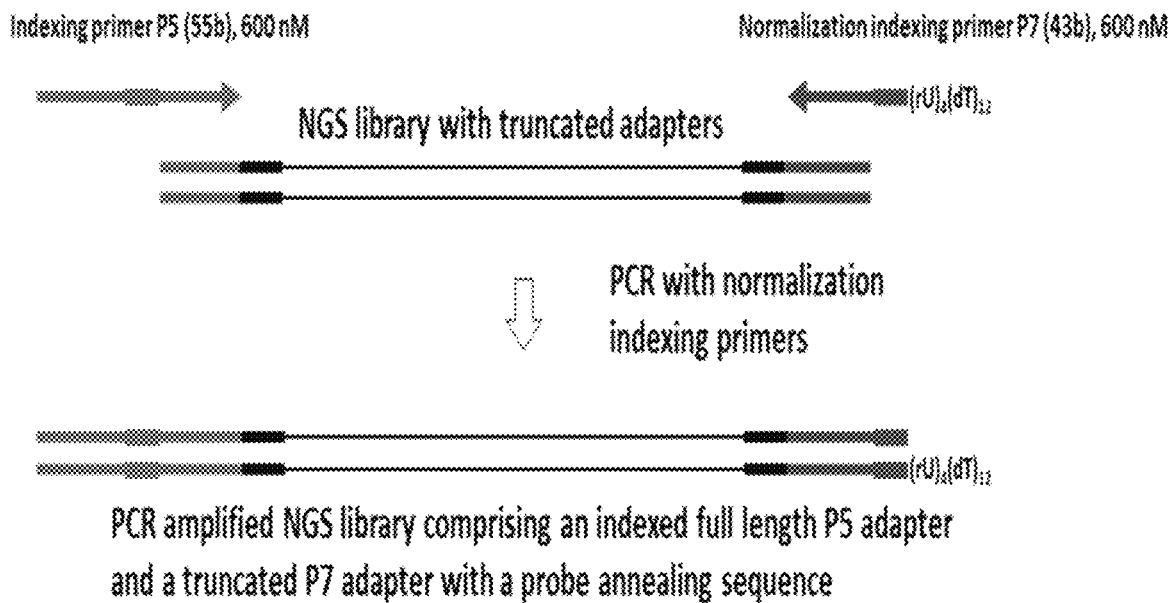 Indexing primer P5 (55b), 600 nM
Normalization indexing primer P7 (43b), 600 nM
(rU)₄(dT)₁₂
NGS library with truncated adapters
PCR with normalization
indexing primers
(rU)₄(dT)₁₂
PCR amplified NGS library comprising an indexed full length P5 adapter
and a truncated P7 adapter with a probe annealing sequence